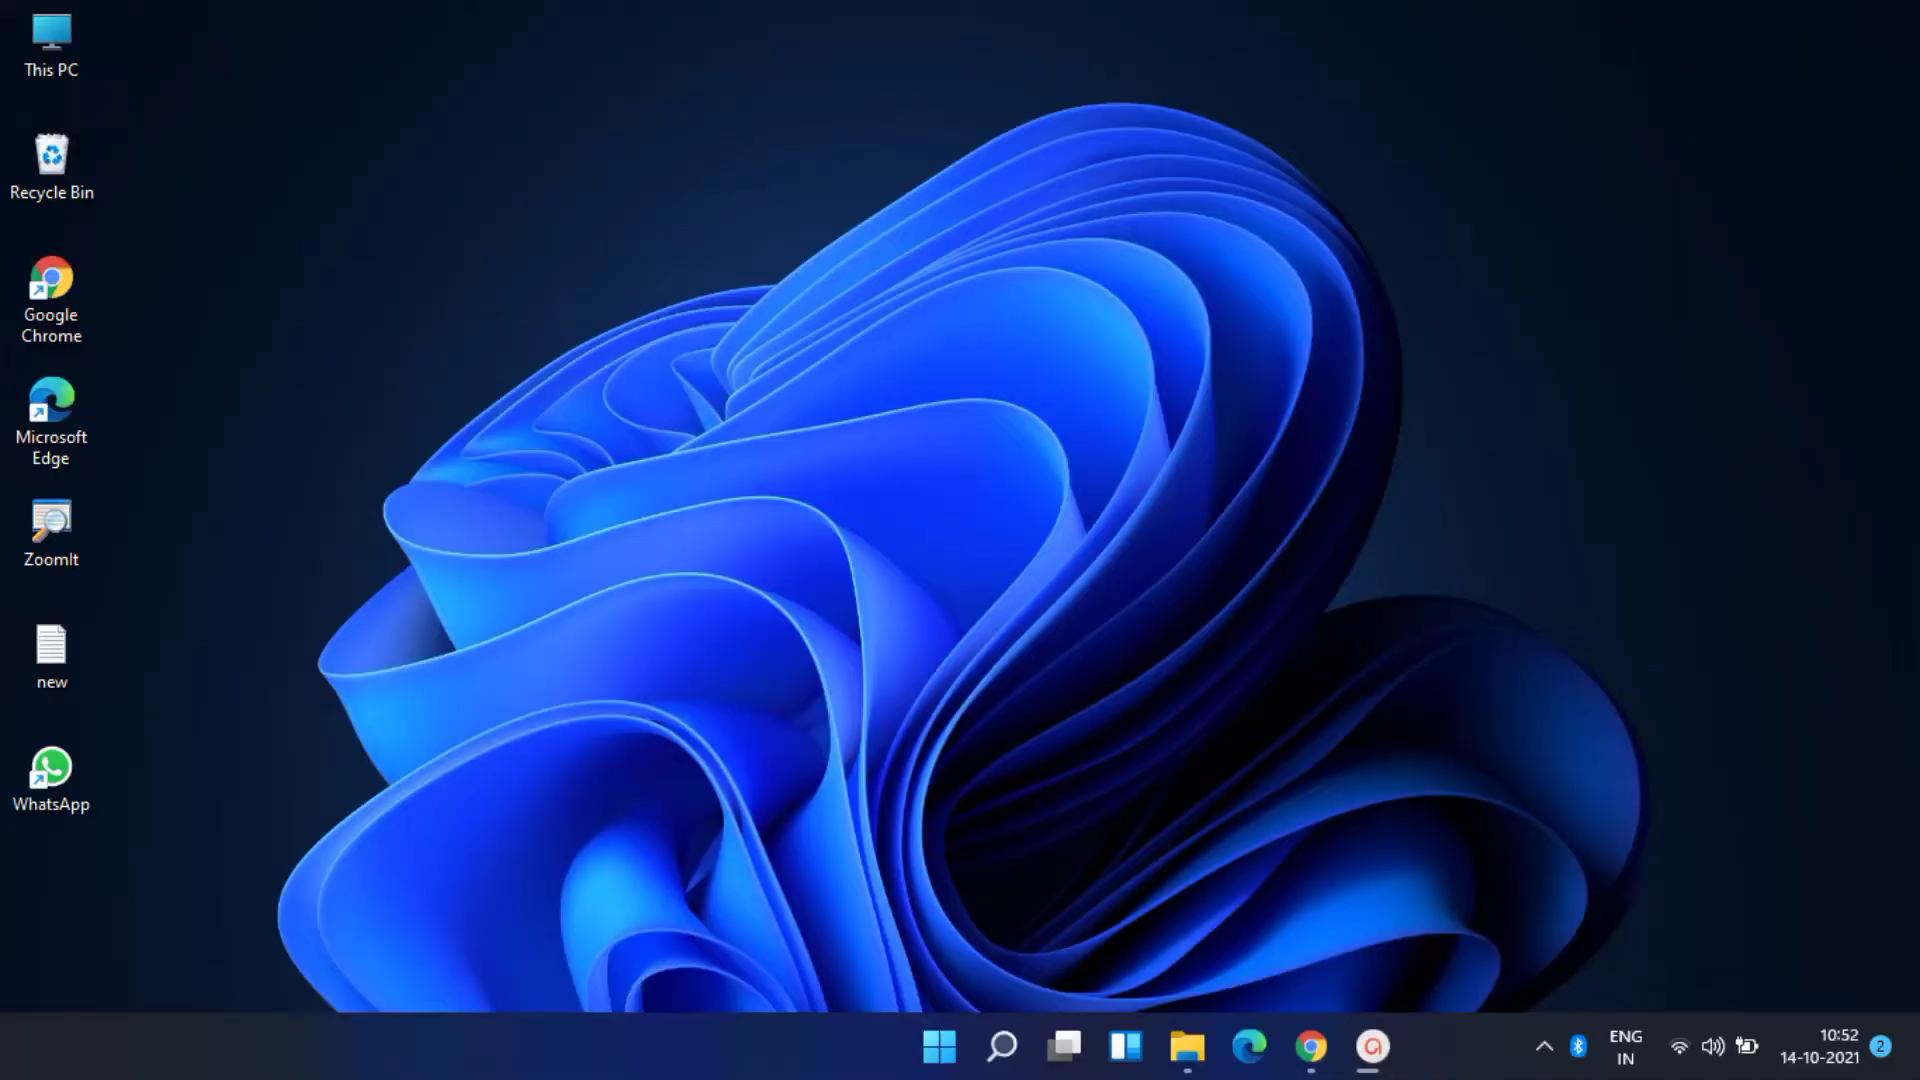 This PC
Recycle Bin
Google
Chrome
Microsoft
Edge
ZoomIt
new
WhatsApp
ENG
IN
10:52
14-10-2021
2